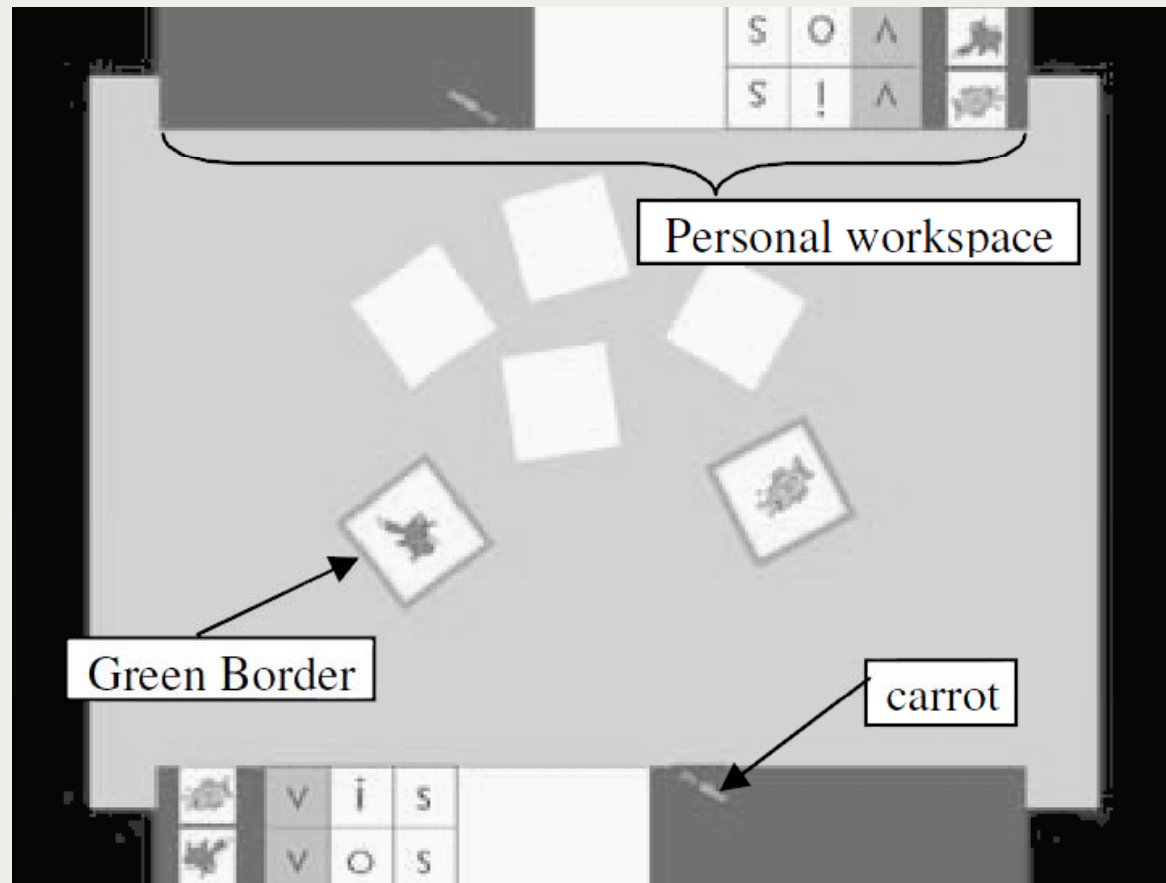 s o v
s i v
Personal workspace
Green Border
carrot
v i s
v o s